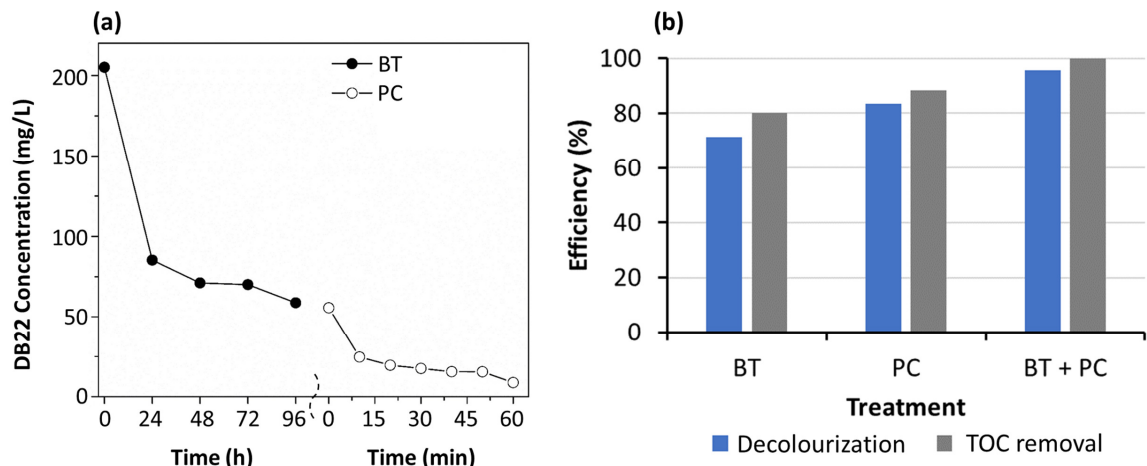 (a)
BT
PC
DB22 Concentration (mg/L)
200
150
100
50
0
0 24 48 72 96 0 15 30 45 60
Time (h) Time (min)
(b)
Efficiency (%)
100
80
60
40
20
0
BT PC BT + PC
Treatment
Decolourization TOC removal